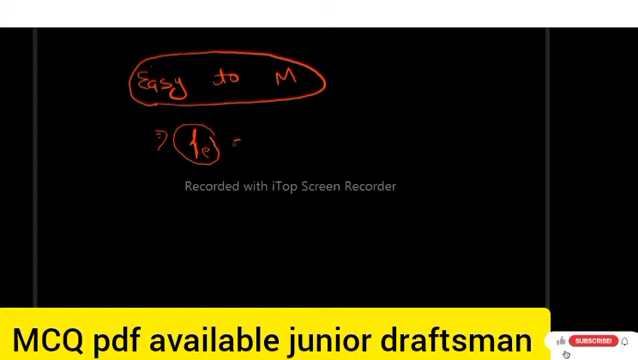 Easy to M
fe
Recorded with iTop Screen Recorder
MCQ pdf available junior draftsman
SUBSCRIBE!